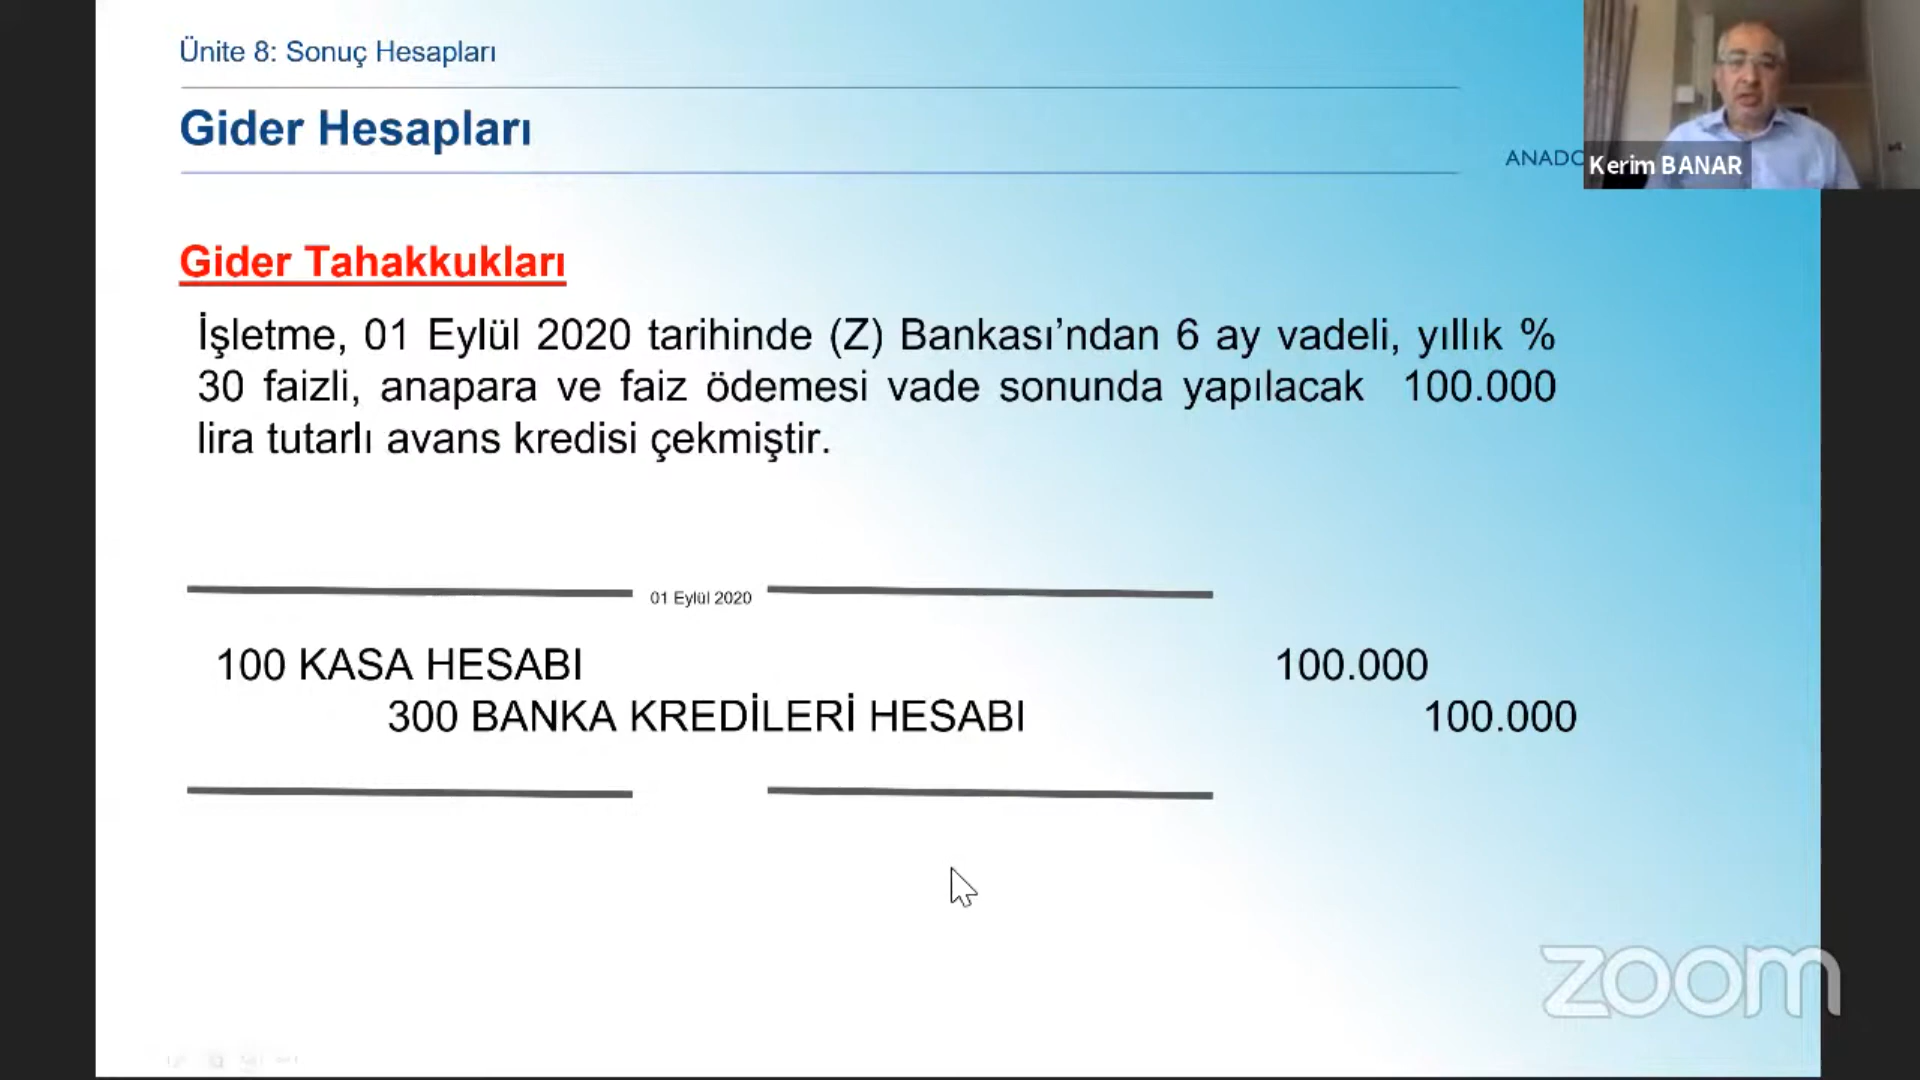 Ünite 8: Sonuç Hesapları
Gider Hesapları
ANADO
Kerim BANAR
Gider Tahakkukları
İşletme, 01 Eylül 2020 tarihinde (Z) Bankası’ndan 6 ay vadeli, yıllık %
30 faizli, anapara ve faiz ödemesi vade sonunda yapılacak 100.000
lira tutarlı avans kredisi çekmiştir.
01 Eylül 2020
100 KASA HESABI 100.000
300 BANKA KREDİLERİ HESABI 100.000
zoom